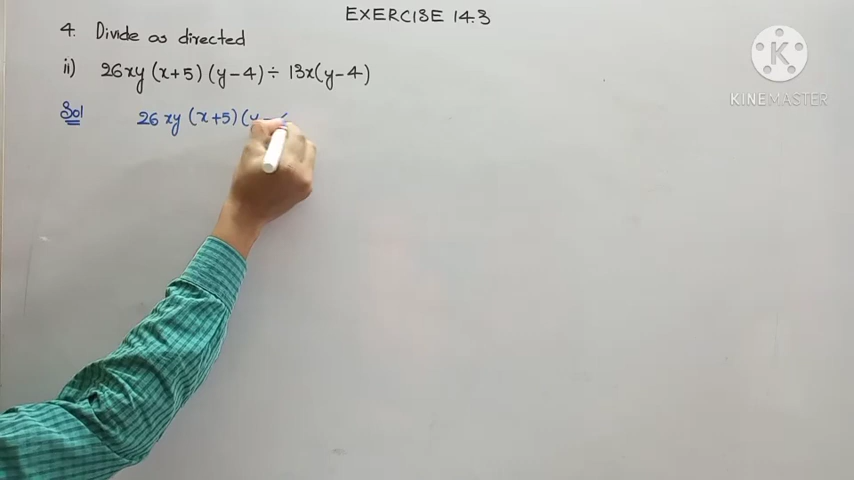 EXERCISE 14.3
4. Divide as directed
ii) 26xy (x+5) (y-4) ÷ 13x(y-4)
Sol 26 xy (x+5) (y-
K
KINEMASTER